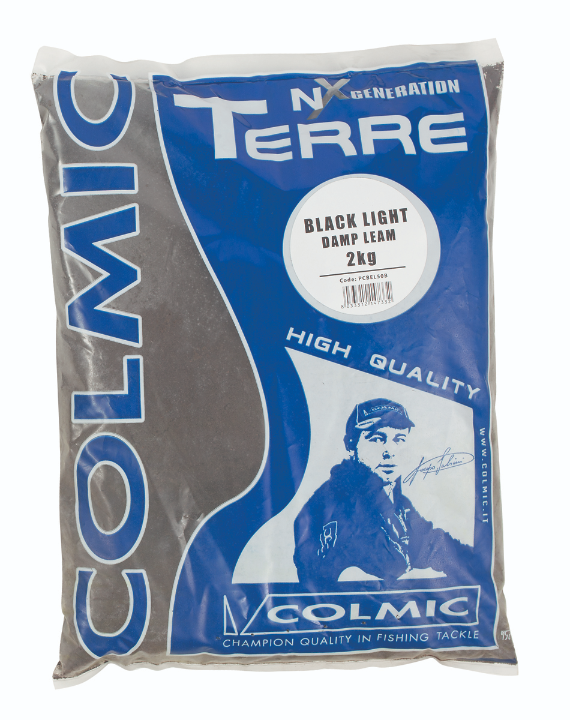 COLMIC
NX GENERATION
TERRE
BLACK LIGHT
DAMP LEAM
2kg
HIGH QUALITY
WWW.COLMIC.IT
COLMIC
CHAMPION QUALITY IN FISHING TACKLE